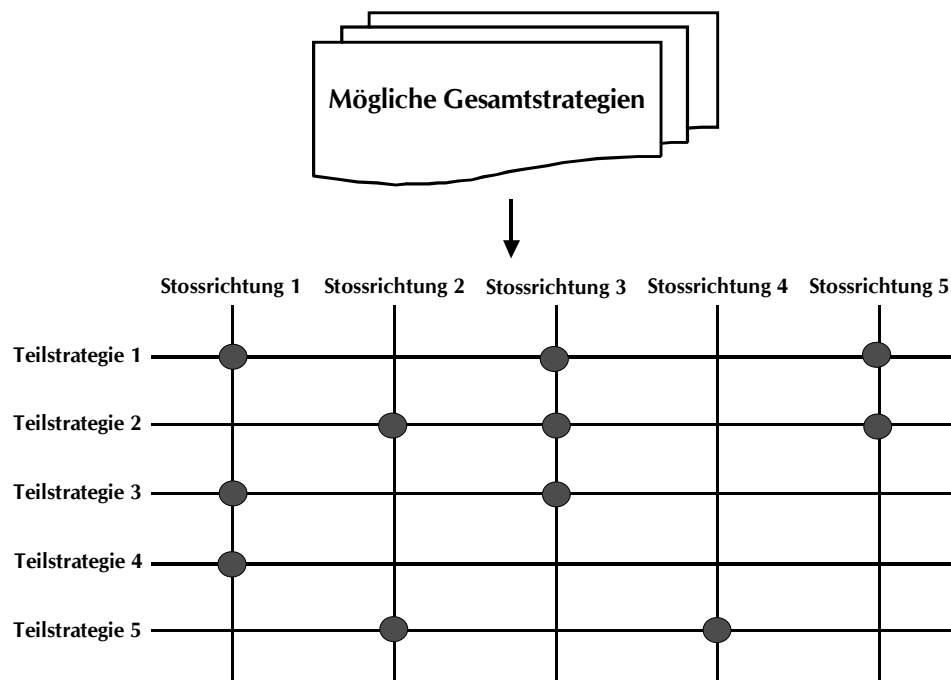 Mögliche Gesamtstrategien
Stossrichtung 1 Stossrichtung 2 Stossrichtung 3 Stossrichtung 4 Stossrichtung 5
Teilstrategie 1
Teilstrategie 2
Teilstrategie 3
Teilstrategie 4
Teilstrategie 5